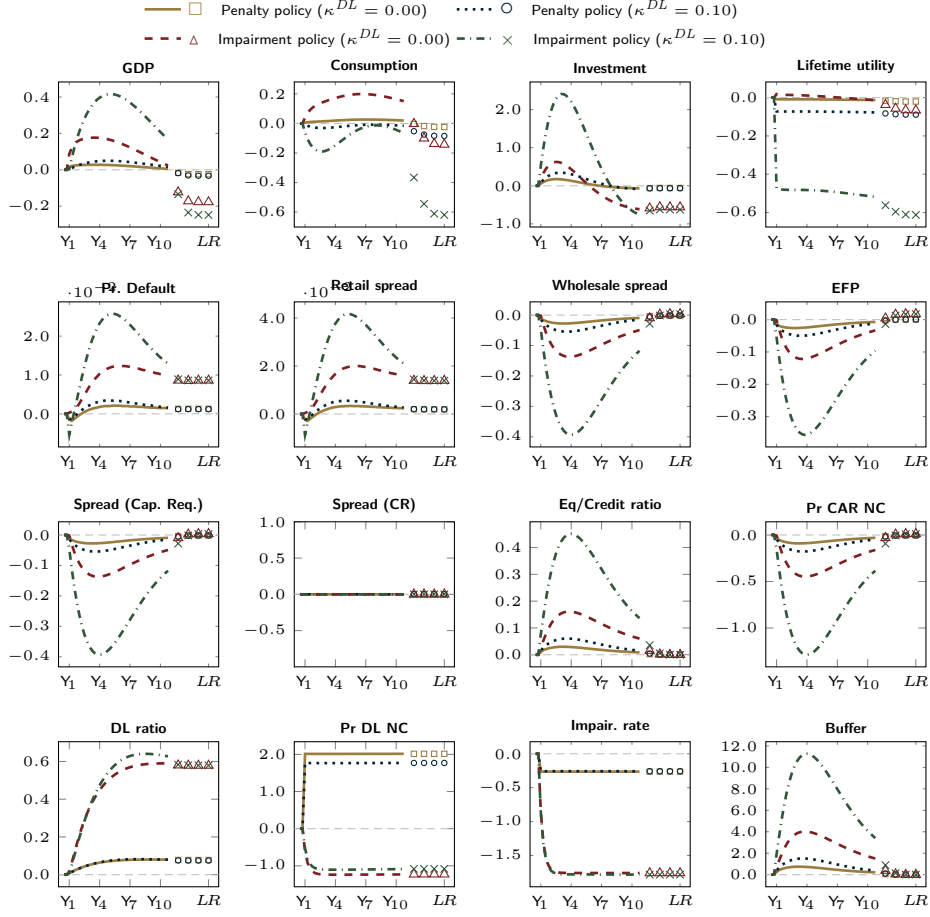 Penalty policy (κ^DL = 0.00) Penalty policy (κ^DL = 0.10)
Impairment policy (κ^DL = 0.00) Impairment policy (κ^DL = 0.10)
GDP Consumption Investment Lifetime utility
0.4 0.2 0.0 −0.2
0.2 0.0 −0.2 −0.4 −0.6
2.0 1.0 0.0 −1.0
0.0 −0.2 −0.4 −0.6
Y1 Y4 Y7 Y10 LR Y1 Y4 Y7 Y10 LR Y1 Y4 Y7 Y10 LR Y1 Y4 Y7 Y10 LR
·10−2 Pr. Default ·10−2 Retail spread Wholesale spread EFP
2.0 1.0 0.0
4.0 2.0 0.0
0.0 −0.1 −0.2 −0.3 −0.4
0.0 −0.1 −0.2 −0.3
Y1 Y4 Y7 Y10 LR Y1 Y4 Y7 Y10 LR Y1 Y4 Y7 Y10 LR Y1 Y4 Y7 Y10 LR
Spread (Cap. Req.) Spread (CR) Eq/Credit ratio Pr CAR NC
0.0 −0.1 −0.2 −0.3 −0.4
1.0 0.5 0.0 −0.5
0.4 0.3 0.2 0.1 0.0
0.0 −0.5 −1.0
Y1 Y4 Y7 Y10 LR Y1 Y4 Y7 Y10 LR Y1 Y4 Y7 Y10 LR Y1 Y4 Y7 Y10 LR
DL ratio Pr DL NC Impair. rate Buffer
0.6 0.4 0.2 0.0
2.0 1.0 0.0 −1.0
0.0 −0.5 −1.0 −1.5
12.0 10.0 8.0 6.0 4.0 2.0 0.0
Y1 Y4 Y7 Y10 LR Y1 Y4 Y7 Y10 LR Y1 Y4 Y7 Y10 LR Y1 Y4 Y7 Y10 LR